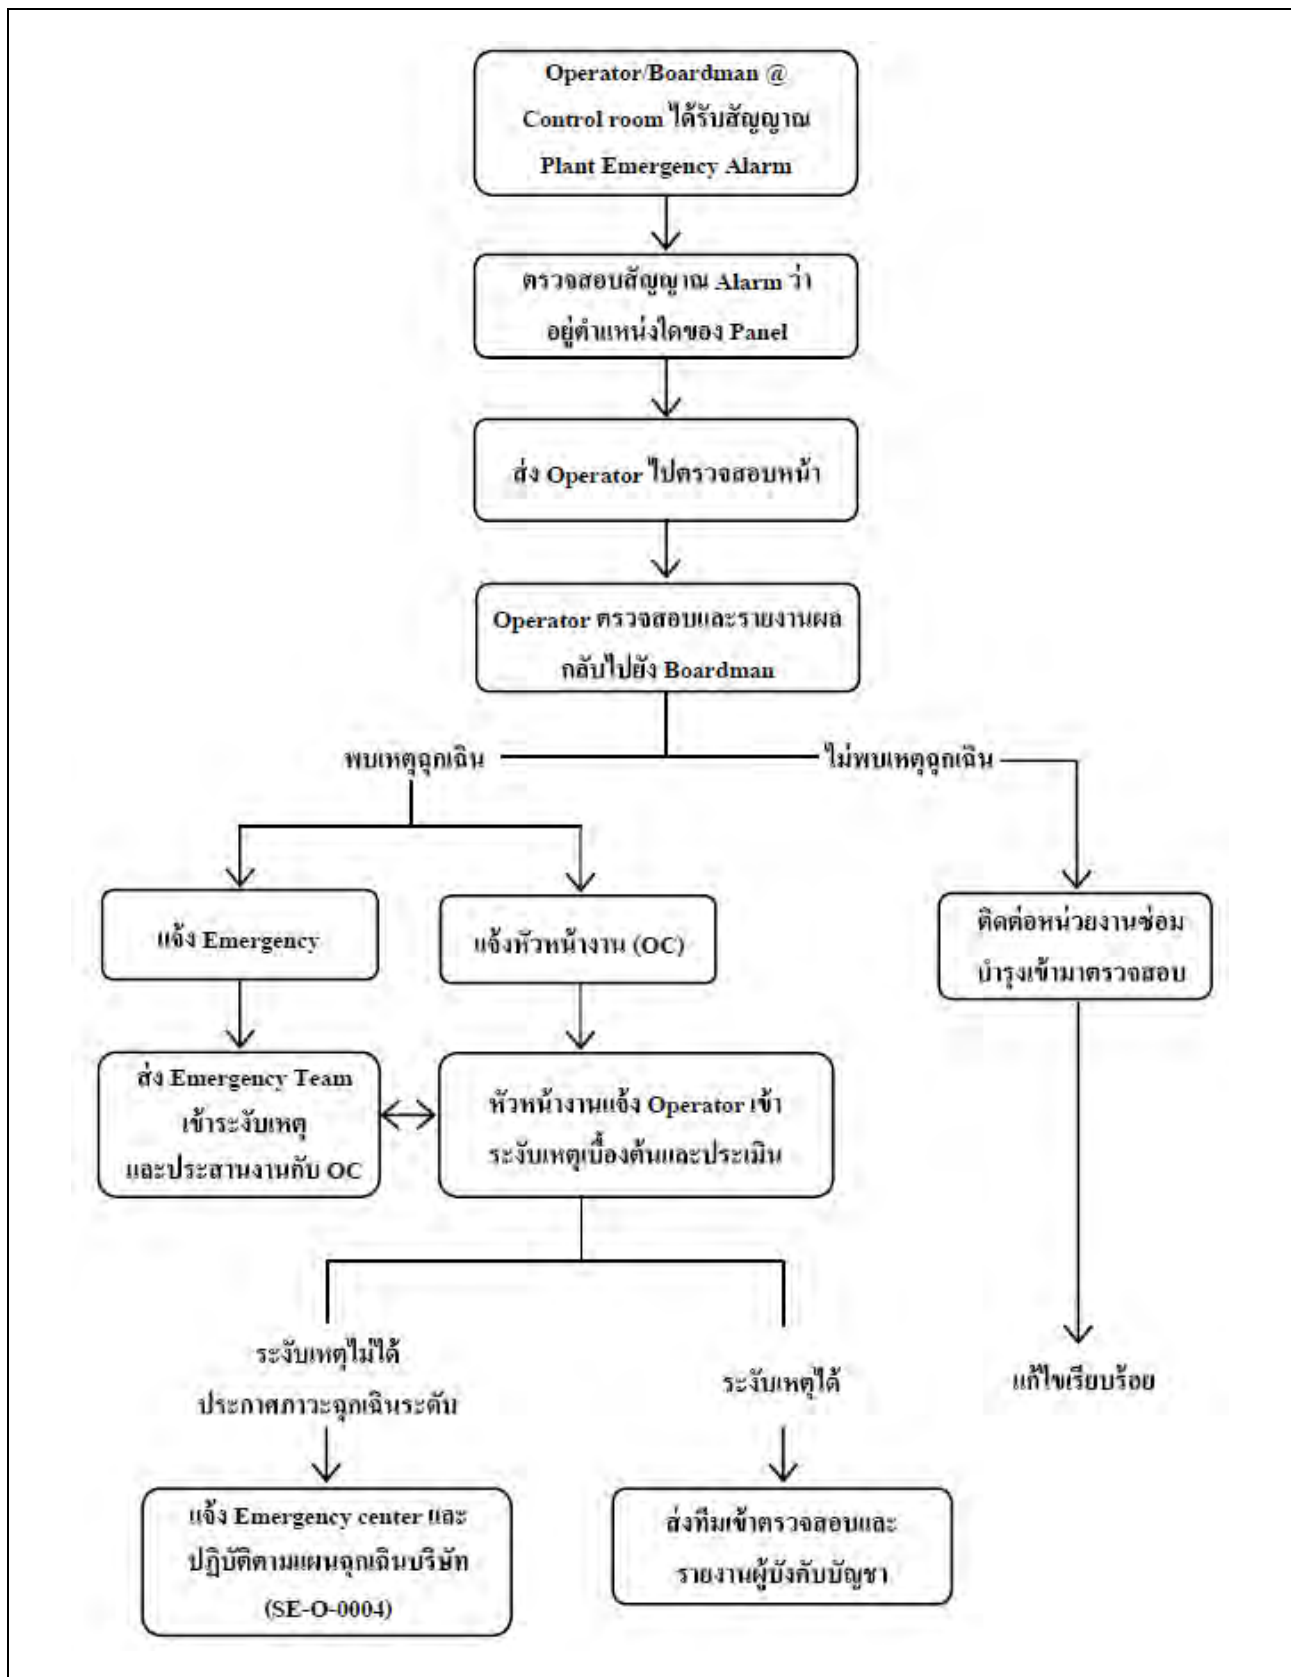 Operator/Boardman @
Control room ได้รับสัญญาณ
Plant Emergency Alarm
ตรวจสอบสัญญาณ Alarm ว่า
อยู่ตำแหน่งใดของ Panel
ส่ง Operator ไปตรวจสอบหน้า
Operator ตรวจสอบและรายงานผล
กลับไปยัง Boardman
พบเหตุฉุกเฉิน
ไม่พบเหตุฉุกเฉิน
แจ้ง Emergency
แจ้งหัวหน้างาน (OC)
ติดต่อหน่วยงานซ่อม
บำรุงเข้ามาตรวจสอบ
ส่ง Emergency Team
เข้าระงับเหตุ
และประสานงานกับ OC
หัวหน้างานแจ้ง Operator เข้า
ระงับเหตุเบื้องต้นและประเมิน
ระงับเหตุไม่ได้
ประกาศภาวะฉุกเฉินระดับ
ระงับเหตุได้
แก้ไขเรียบร้อย
แจ้ง Emergency center และ
ปฏิบัติตามแผนฉุกเฉินบริษัท
(SE-O-0004)
ส่งทีมเข้าตรวจสอบและ
รายงานผู้บังคับบัญชา